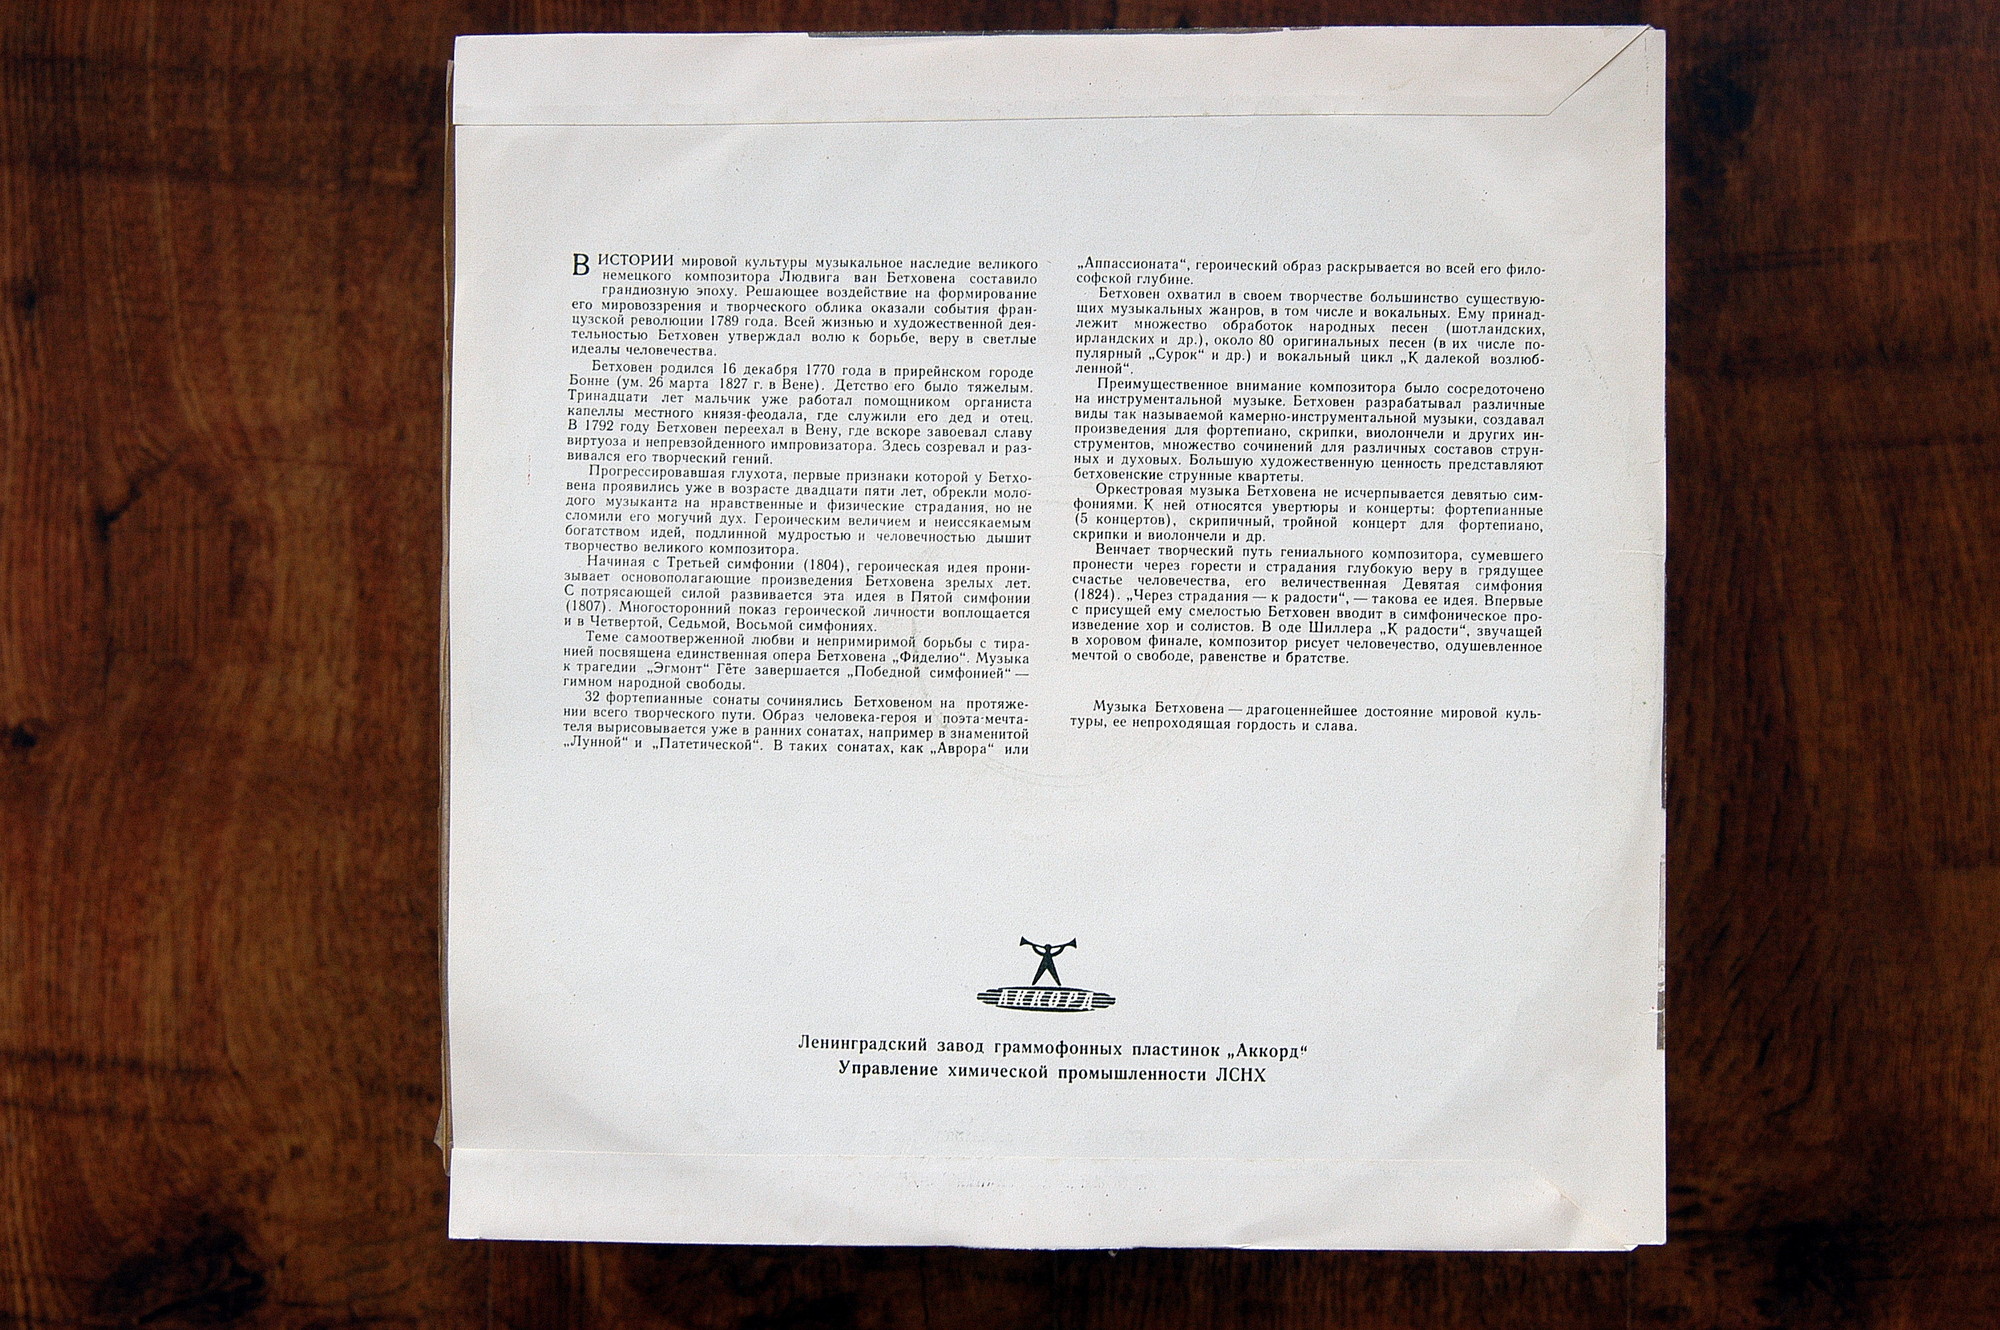 В ИСТОРИИ мировой культуры музыкальное наследие великого
немецкого композитора Людвига ван Бетховена составило
грандиозную эпоху. Решающее воздействие на формирование
его мировоззрения и творческого облика оказали события фран-
цузской революции 1789 года. Всей жизнью и художественной дея-
тельностью Бетховен утверждал волю к борьбе, веру в светлые
идеалы человечества.
Бетховен родился 16 декабря 1770 года в прирейнском городе
Бонне (ум. 26 марта 1827 г. в Вене). Детство его было тяжелым.
Тринадцати лет мальчик уже работал помощником органиста
капеллы местного князя-феодала, где служили его дед и отец.
В 1792 году Бетховен переехал в Вену, где вскоре завоевал славу
виртуоза и непревзойденного импровизатора. Здесь созревал и раз-
вивался его творческий гений.
Прогрессировавшая глухота, первые признаки которой у Бетхо-
вена проявились уже в возрасте двадцати пяти лет, обрекли моло-
дого музыканта на нравственные и физические страдания, но не
сломили его могучий дух. Героическим величием и неиссякаемым
богатством идей, подлинной мудростью и человечностью дышит
творчество великого композитора.
Начиная с Третьей симфонии (1804), героическая идея прони-
зывает основополагающие произведения Бетховена зрелых лет.
С потрясающей силой развивается эта идея в Пятой симфонии
(1807). Многосторонний показ героической личности воплощается
и в Четвертой, Седьмой, Восьмой симфониях.
Теме самоотверженной любви и непримиримой борьбы с тира-
нией посвящена единственная опера Бетховена „Фиделио“. Музыка
к трагедии „Эгмонт“ Гёте завершается „Победной симфонией“ —
гимном народной свободы.
32 фортепианные сонаты сочинялись Бетховеном на протяже-
нии всего творческого пути. Образ человека-героя и поэта-мечта-
теля вырисовывается уже в ранних сонатах, например в знаменитой
„Лунной“ и „Патетической“. В таких сонатах, как „Аврора“ или
„Аппассионата“, героический образ раскрывается во всей его фило-
софской глубине.
Бетховен охватил в своем творчестве большинство существую-
щих музыкальных жанров, в том числе и вокальных. Ему принад-
лежит множество обработок народных песен (шотландских,
ирландских и др.), около 80 оригинальных песен (в их числе по-
пулярный „Сурок“ и др.) и вокальный цикл „К далекой возлюб-
ленной“.
Преимущественное внимание композитора было сосредоточено
на инструментальной музыке. Бетховен разрабатывал различные
виды так называемой камерно-инструментальной музыки, создавал
произведения для фортепиано, скрипки, виолончели и других ин-
струментов, множество сочинений для различных составов струн-
ных и духовых. Большую художественную ценность представляют
бетховенские струнные квартеты.
Оркестровая музыка Бетховена не исчерпывается девятью сим-
фониями. К ней относятся увертюры и концерты: фортепианные
(5 концертов), скрипичный, тройной концерт для фортепиано,
скрипки и виолончели и др.
Венчает творческий путь гениального композитора, сумевшего
пронести через горести и страдания глубокую веру в грядущее
счастье человечества, его величественная Девятая симфония
(1824). „Через страдания — к радости“, — такова ее идея. Впервые
с присущей ему смелостью Бетховен вводит в симфоническое про-
изведение хор и солистов. В оде Шиллера „К радости“, звучащей
в хоровом финале, композитор рисует человечество, одушевленное
мечтой о свободе, равенстве и братстве.
Музыка Бетховена — драгоценнейшее достояние мировой куль-
туры, ее непроходящая гордость и слава.
АККОРД
Ленинградский завод граммофонных пластинок „Аккорд“
Управление химической промышленности ЛСНХ